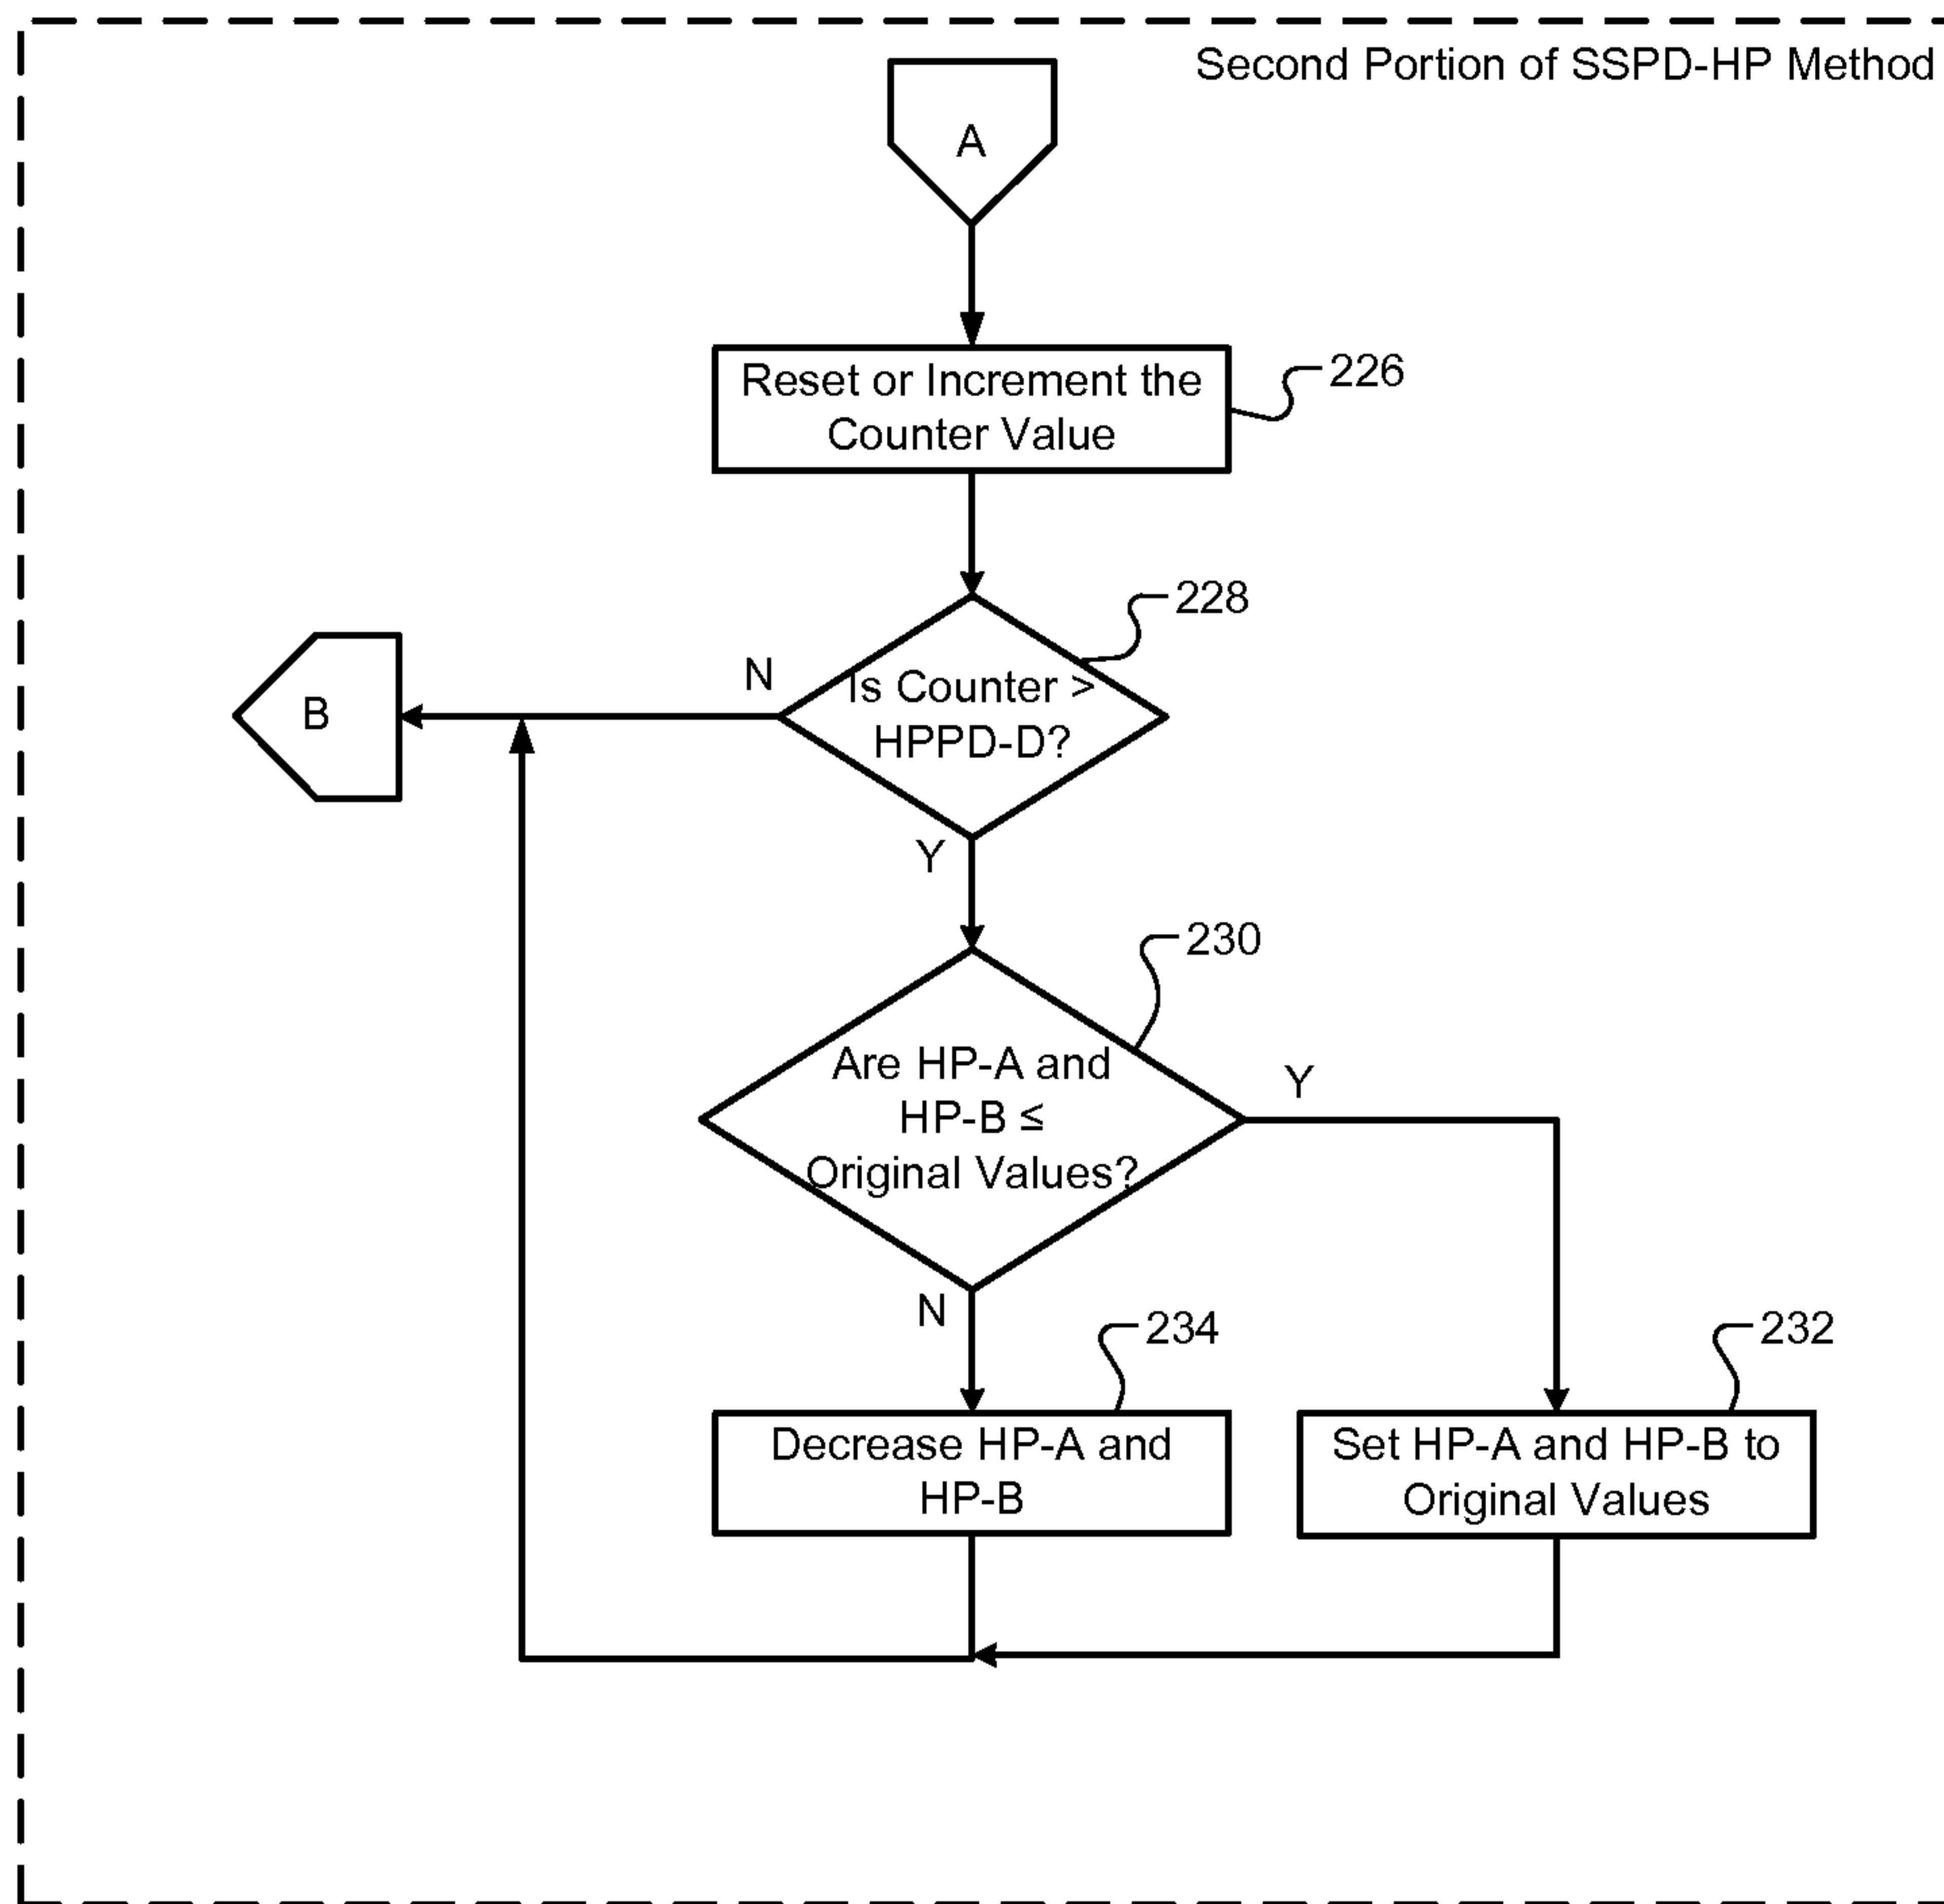 Second Portion of SSPD-HP Method
A
Reset or Increment the
Counter Value
226
228
N
Is Counter >
HPPD-D?
B
Y
230
Are HP-A and
HP-B ≤
Original Values?
Y
N
234
232
Decrease HP-A and
HP-B
Set HP-A and HP-B to
Original Values